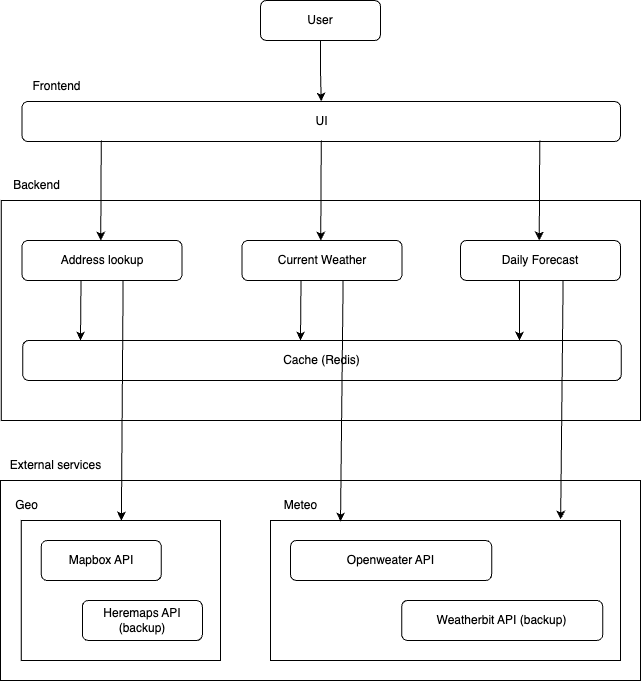 User
Frontend
UI
Backend
Address lookup
Current Weather
Daily Forecast
Cache (Redis)
External services
Geo
Meteo
Mapbox API
Openweater API
Heremaps API
(backup)
Weatherbit API (backup)